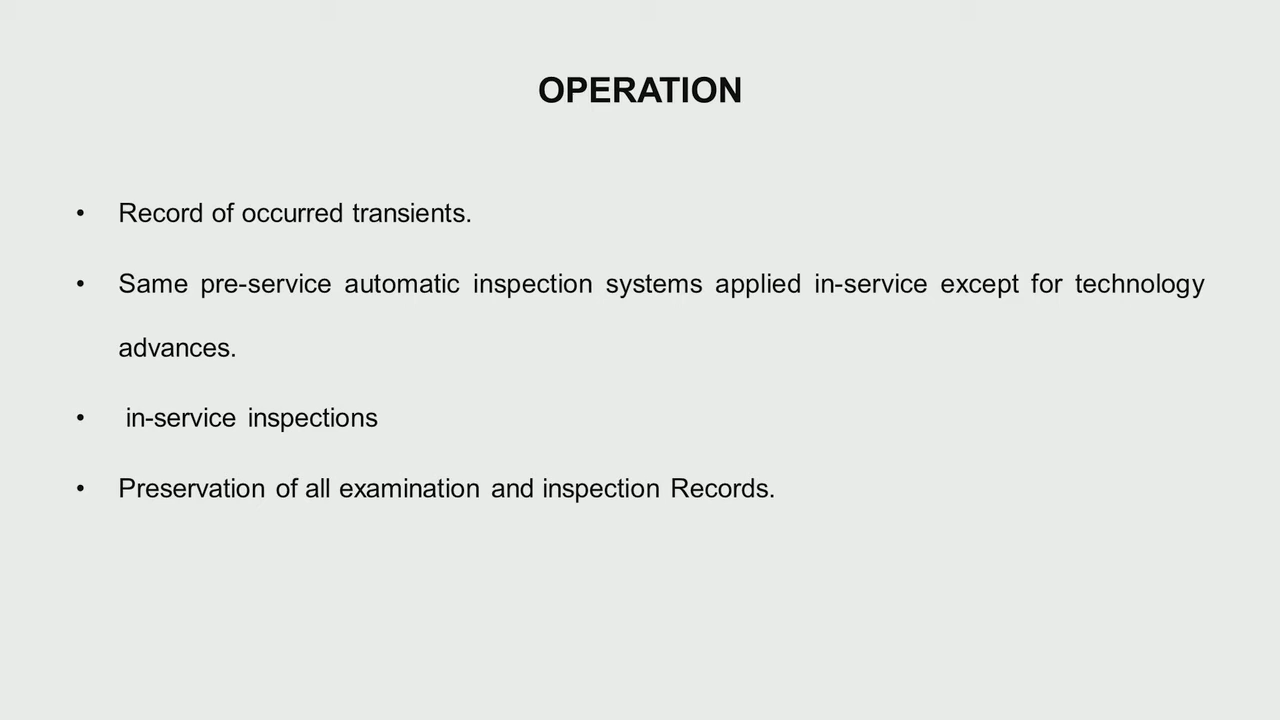 OPERATION
• Record of occurred transients.
• Same pre-service automatic inspection systems applied in-service except for technology
advances.
• in-service inspections
• Preservation of all examination and inspection Records.